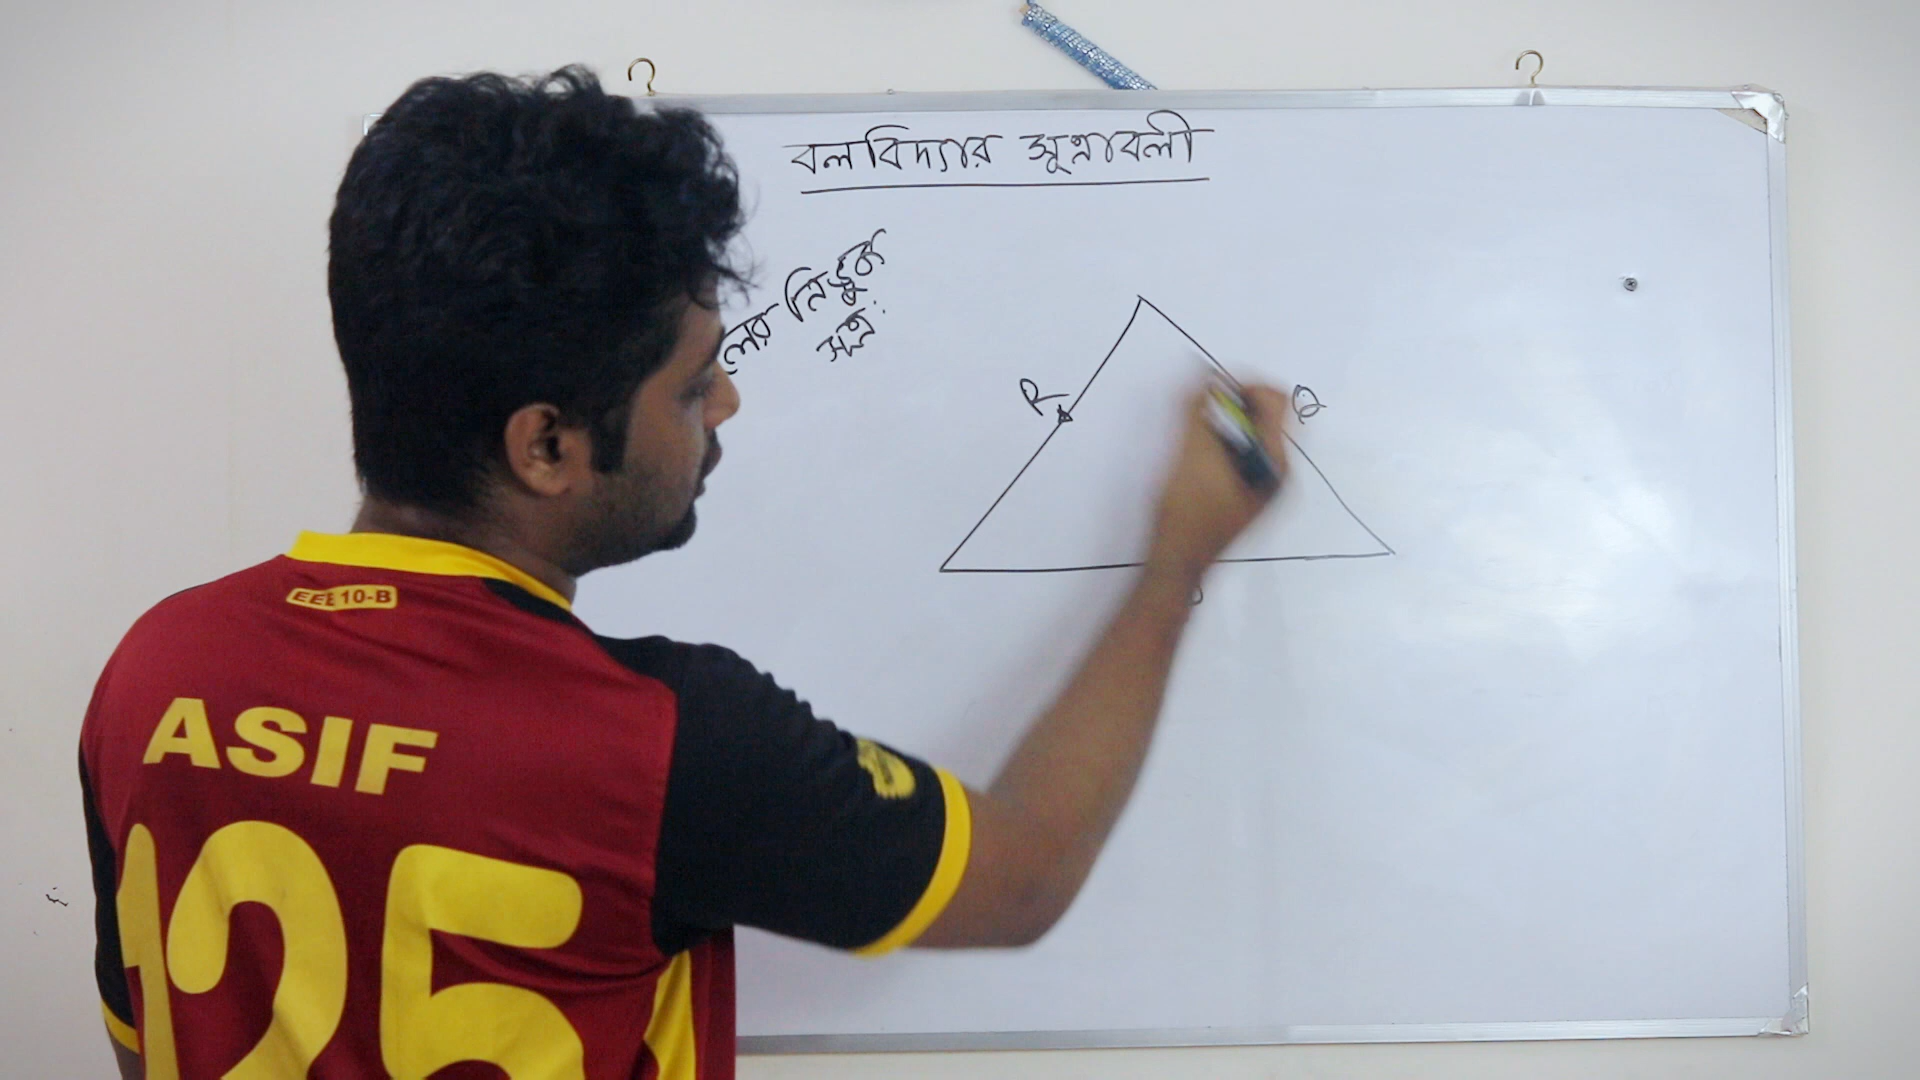 বলবিদ্যার সূত্রাবলী
লের ত্রিভুজ
সূত্র:
R
Q
EEE 10-B
ASIF
125